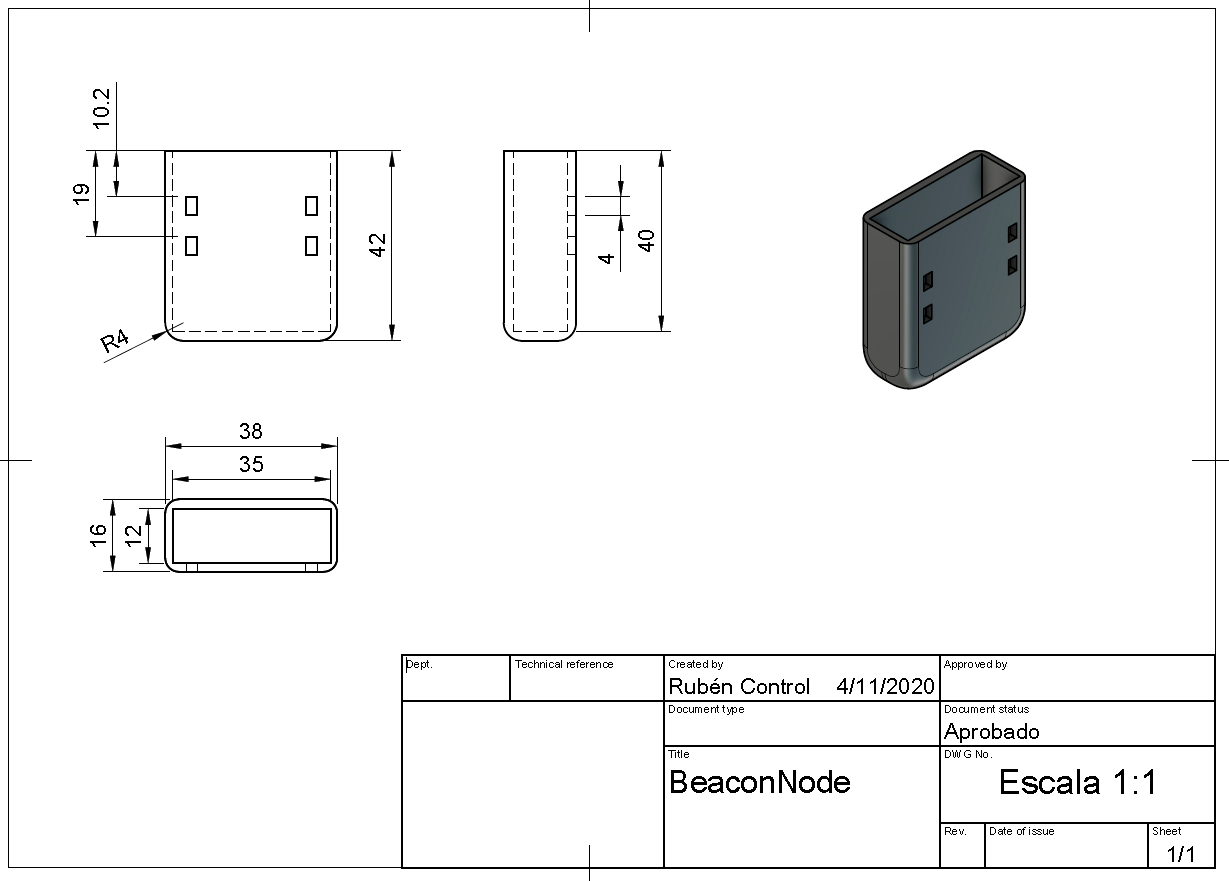 10.2
19
42
R4
4
40
38
35
16
12
Dept.
Technical reference
Created by
Rubén Control 4/11/2020
Approved by
Document type
Document status
Aprobado
Title
BeaconNode
DWG No.
Escala 1:1
Rev.
Date of issue
Sheet
1/1